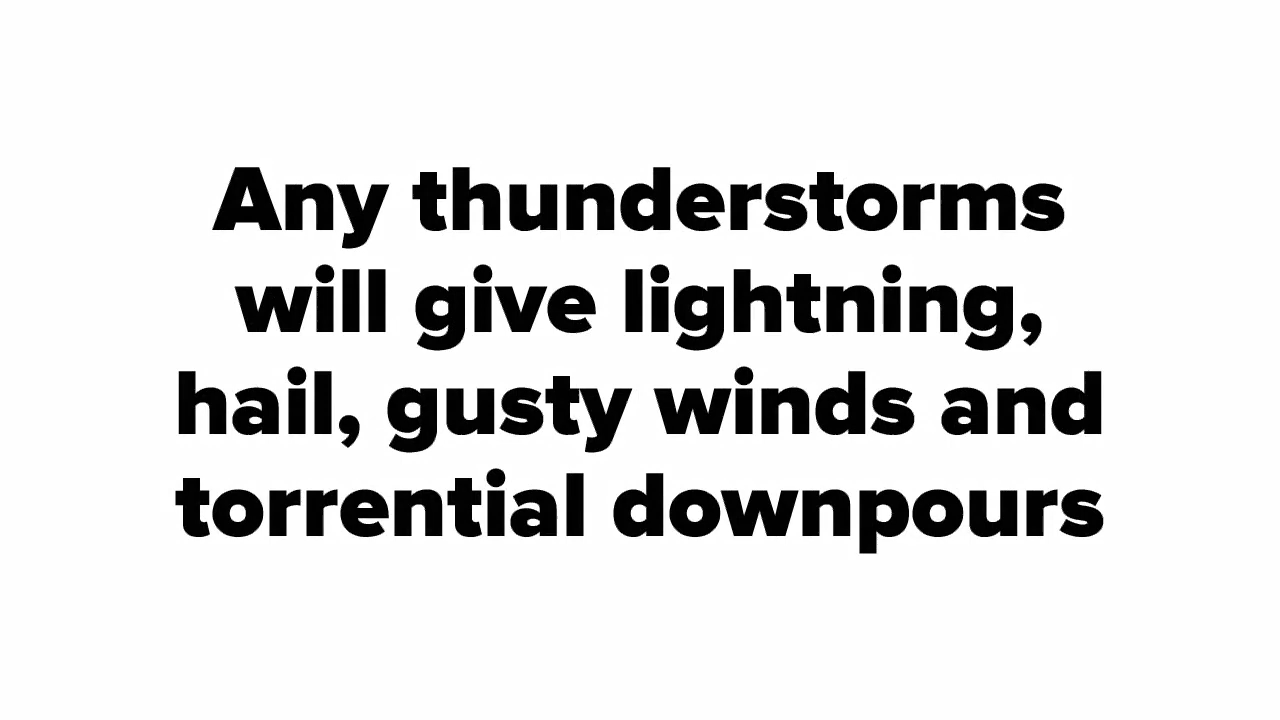 Any thunderstorms
will give lightning,
hail, gusty winds and
torrential downpours